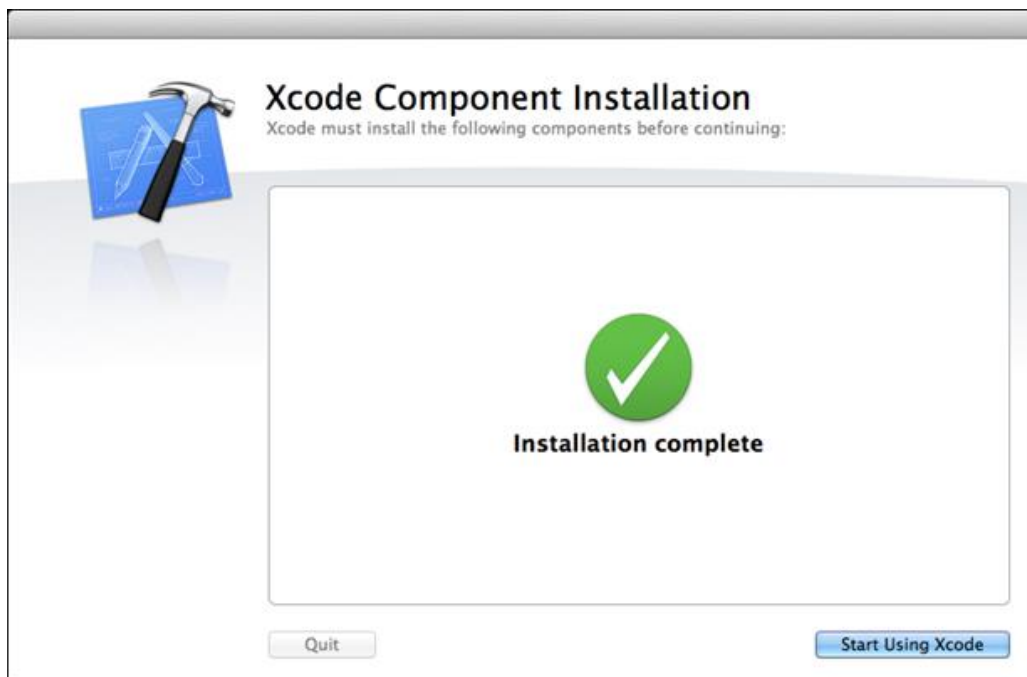 Xcode Component Installation
Xcode must install the following components before continuing:
Installation complete
Quit
Start Using Xcode